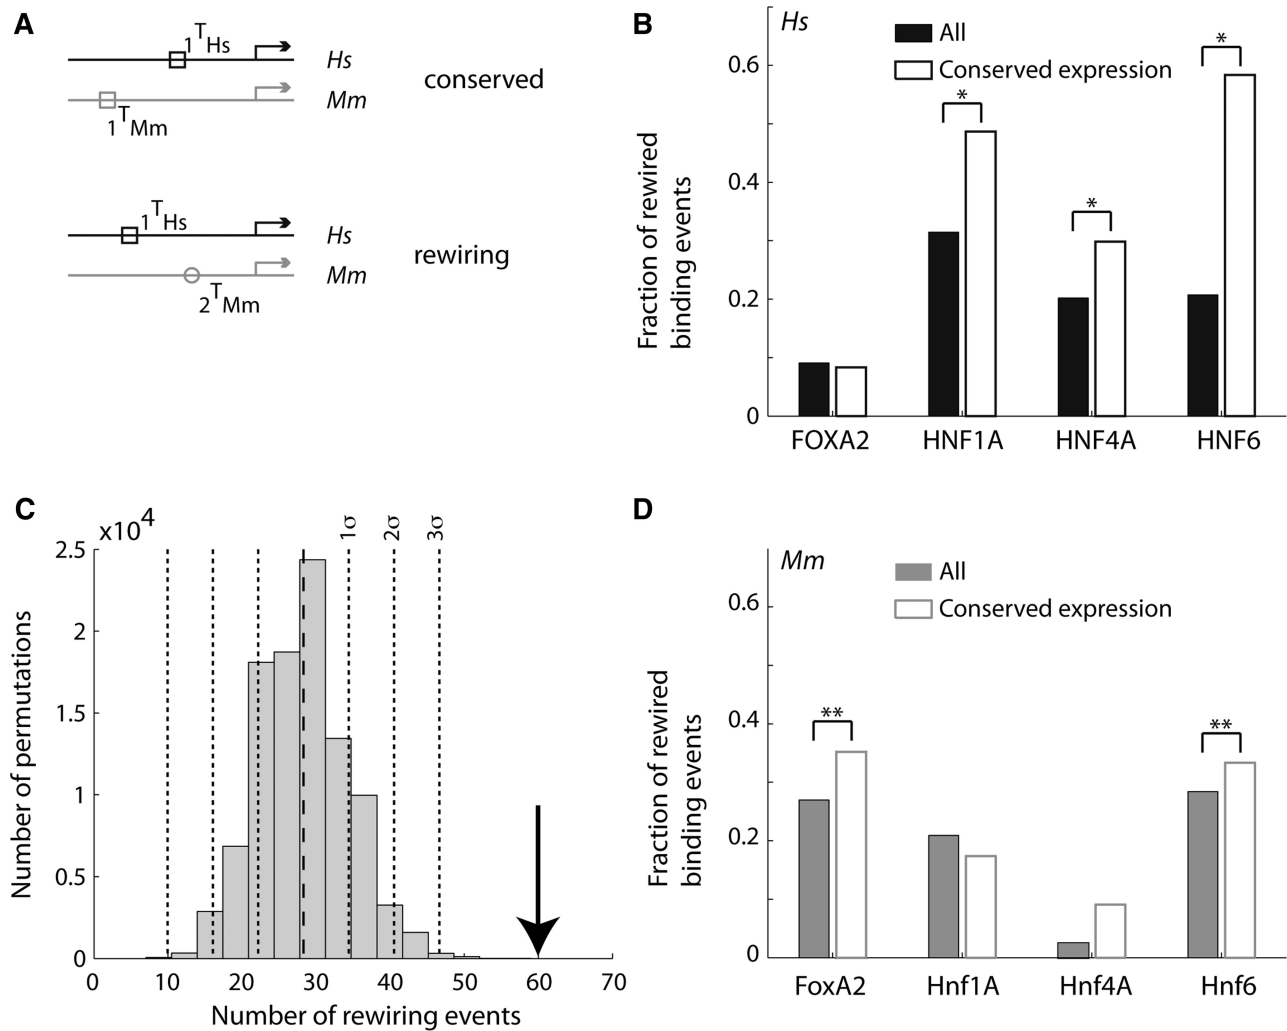 A
1THs
Hs
Mm
conserved
1TMm
1THs
Hs
Mm
rewiring
2TMm
B
Hs
All
Conserved expression
Fraction of rewired
binding events
0.6
0.4
0.2
0
*
*
*
FOXA2 HNF1A HNF4A HNF6
C
x10^4
1σ 2σ 3σ
Number of permutations
2.5
2
1.5
1
0.5
0
0 10 20 30 40 50 60 70
Number of rewiring events
D
Mm
All
Conserved expression
Fraction of rewired
binding events
0.6
0.4
0.2
0
**
**
FoxA2 Hnf1A Hnf4A Hnf6